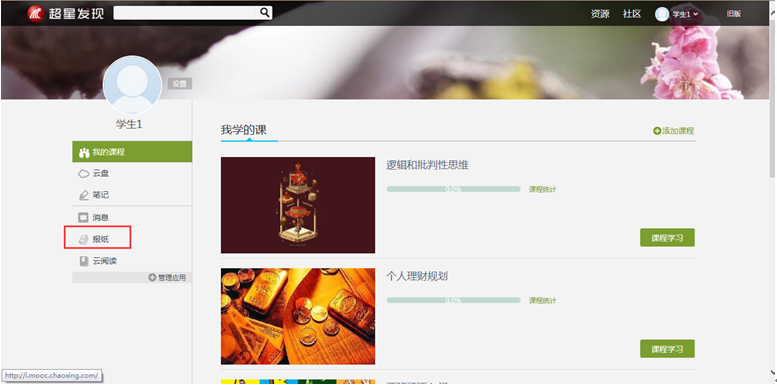 超星发现
资源 社区 学生1 旧版
设置
学生1
我的课程
云盘
笔记
消息
报纸
云阅读
管理应用
我学的课
添加课程
逻辑和批判性思维
0.0% 课程统计
课程学习
个人理财规划
0.0% 课程统计
课程学习
http://i.mooc.chaoxing.com/